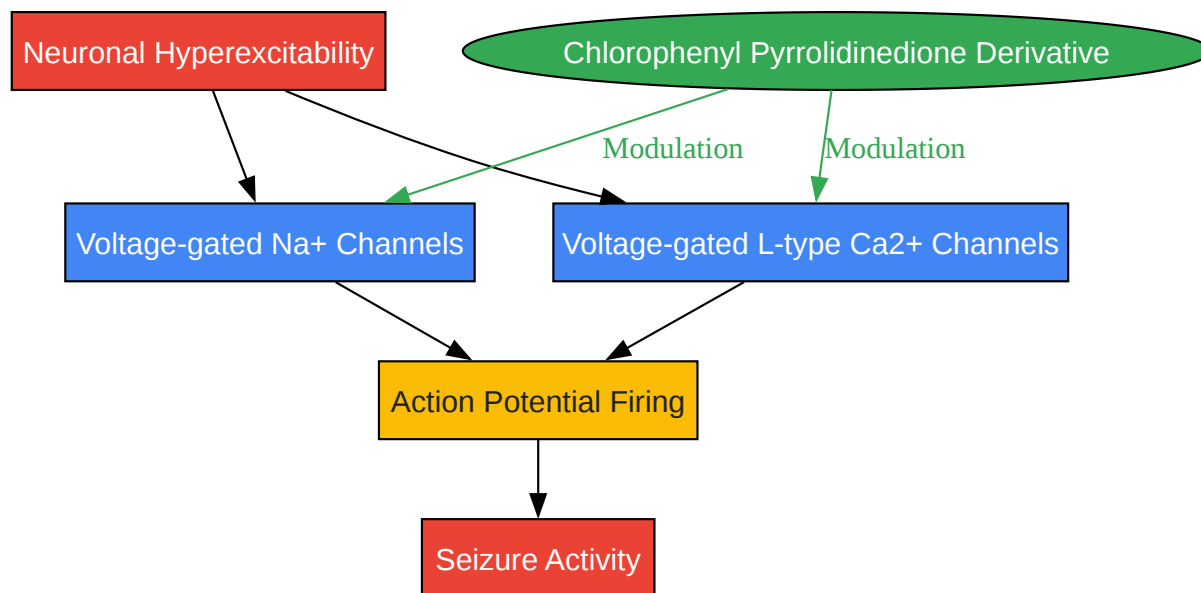 Neuronal Hyperexcitability
Chlorophenyl Pyrrolidinedione Derivative
Modulation
Modulation
Voltage-gated Na+ Channels
Voltage-gated L-type Ca2+ Channels
Action Potential Firing
Seizure Activity